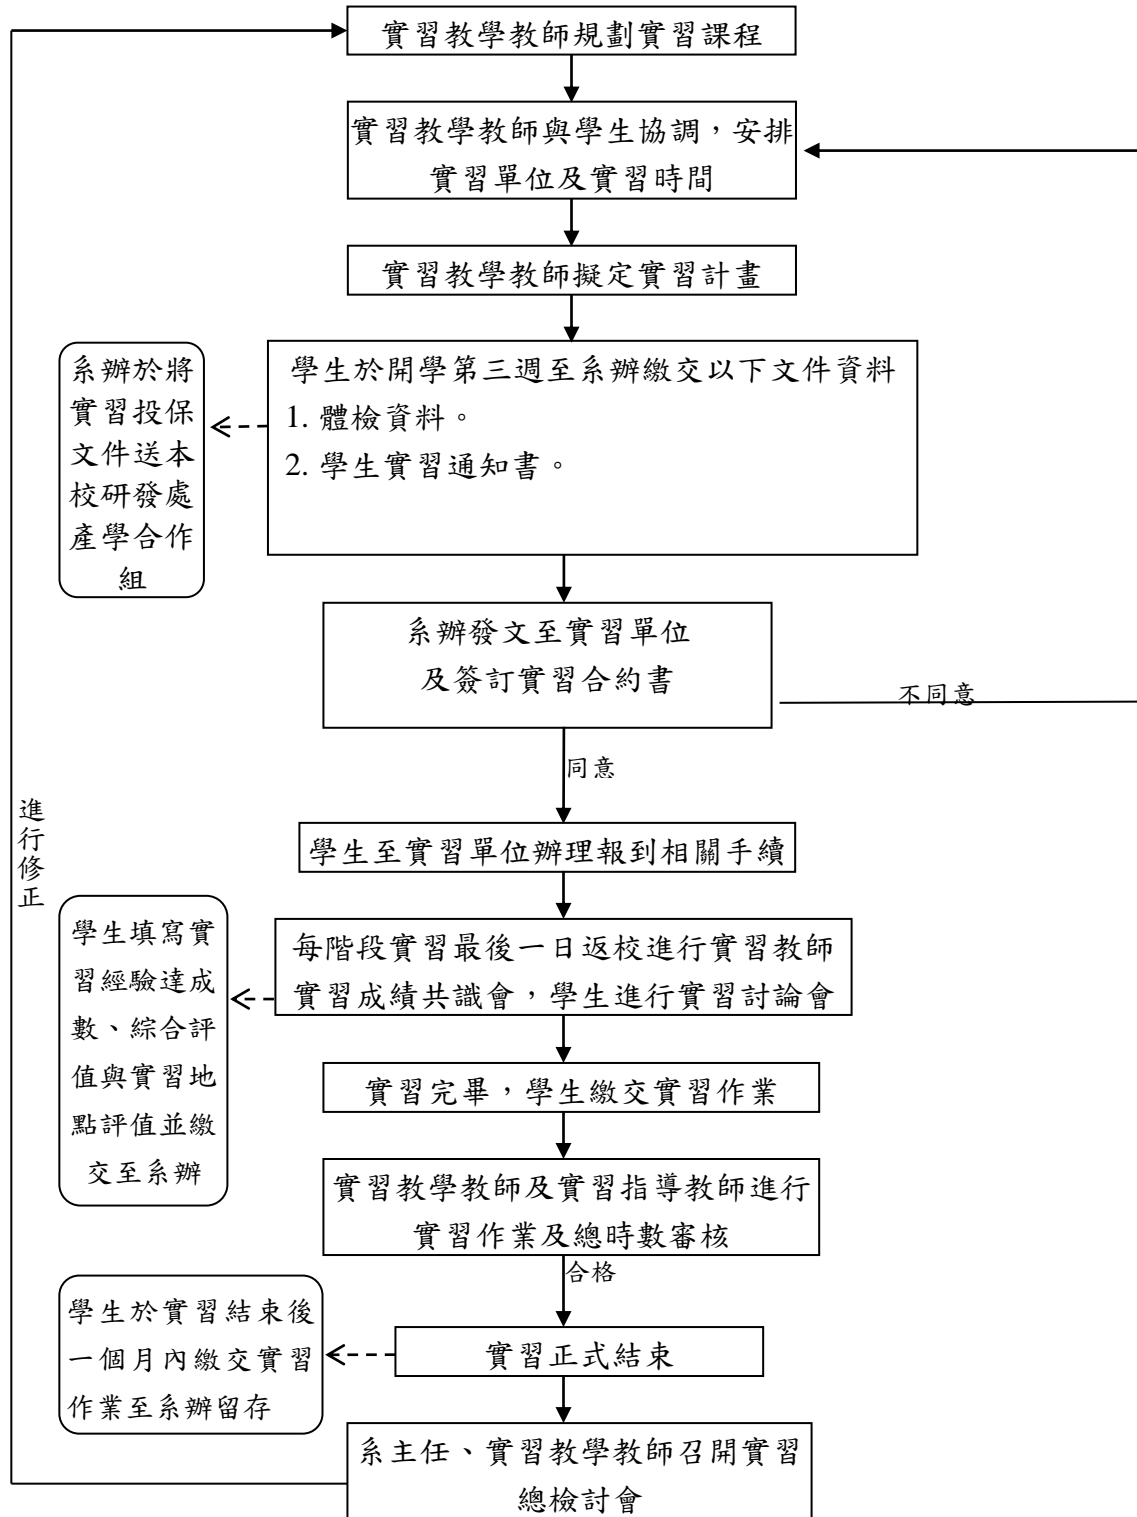 實習教學教師規劃實習課程
實習教學教師與學生協調，安排
實習單位及實習時間
實習教學教師擬定實習計畫
系辦於將
實習投保
文件送本
校研發處
產學合作
組
學生於開學第三週至系辦繳交以下文件資料
1. 體檢資料。
2. 學生實習通知書。
系辦發文至實習單位
及簽訂實習合約書
不同意
同意
進行修正
學生至實習單位辦理報到相關手續
學生填寫實
習經驗達成
數、綜合評
值與實習地
點評值並繳
交至系辦
每階段實習最後一日返校進行實習教師
實習成績共識會，學生進行實習討論會
實習完畢，學生繳交實習作業
實習教學教師及實習指導教師進行
實習作業及總時數審核
合格
學生於實習結束後
一個月內繳交實習
作業至系辦留存
實習正式結束
系主任、實習教學教師召開實習
總檢討會